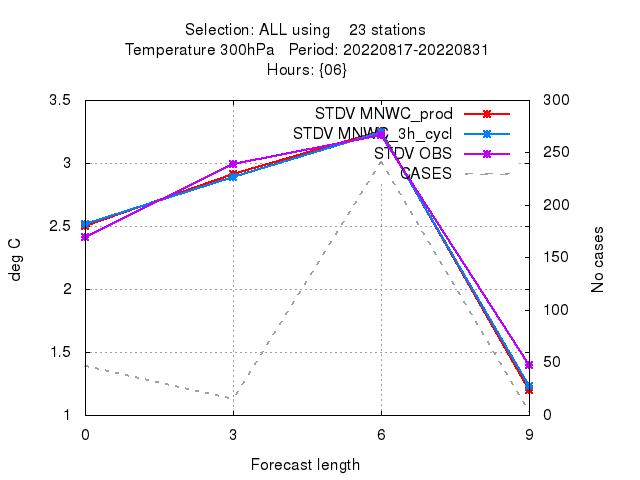 Selection: ALL using    23 stations
Temperature 300hPa   Period: 20220817-20220831
Hours: {06}
3.5
3
2.5
2
1.5
1
deg C
STDV MNWC_prod
STDV MNWC_3h_cycl
STDV OBS
CASES
300
250
200
150
100
50
0
No cases
0
3
6
9
Forecast length